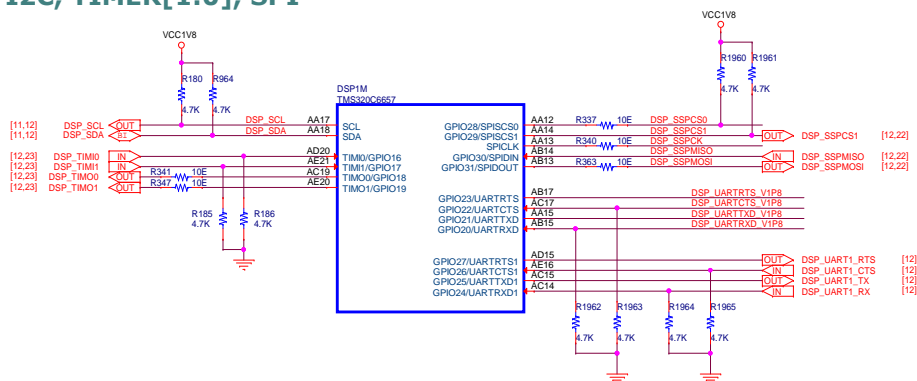 I2C, TIMER[1:0], SPI
VCC1V8
R180
R964
4.7K
4.7K
VCC1V8
R1960
R1961
4.7K
4.7K
DSP1M
TMS320C6657
[11,12] DSP_SCL OUT DSP_SCL AA17 SCL
[11,12] DSP_SDA BI DSP_SDA AA18 SDA
[12,23] DSP_TIMI0 IN AD20 TIMI0/GPIO16
[12,23] DSP_TIMI1 IN AE21 TIMI1/GPIO17
[12,23] DSP_TIMO0 OUT R341 10E AC19 TIMO0/GPIO18
[12,23] DSP_TIMO1 OUT R347 10E AE20 TIMO1/GPIO19
R185
4.7K
R186
4.7K
GPIO28/SPISCS0 AA12 R337 10E DSP_SSPCS0
GPIO29/SPISCS1 AA14 DSP_SSPCS1 OUT DSP_SSPCS1 [12,22]
SPICLK AA13 R340 10E DSP_SSPCK
GPIO30/SPIDIN AB14 DSP_SSPMISO IN DSP_SSPMISO [12,22]
GPIO31/SPIDOUT AB13 R363 10E DSP_SSPMOSI OUT DSP_SSPMOSI [12,22]
GPIO23/UARTRTS AB17 DSP_UARTRTS_V1P8
GPIO22/UARTCTS AC17 DSP_UARTCTS_V1P8
GPIO21/UARTTXD AA15 DSP_UARTTXD_V1P8
GPIO20/UARTRXD AB15 DSP_UARTRXD_V1P8
GPIO27/UARTRTS1 AD15 OUT DSP_UART1_RTS [12]
GPIO26/UARTCTS1 AE16 IN DSP_UART1_CTS [12]
GPIO25/UARTTXD1 AC15 OUT DSP_UART1_TX [12]
GPIO24/UARTRXD1 AC14 IN DSP_UART1_RX [12]
R1962
R1963
R1964
R1965
4.7K
4.7K
4.7K
4.7K